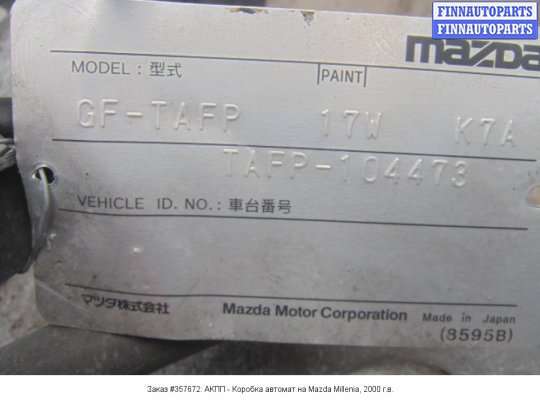 FINNAUTOPARTS
FINNAUTOPARTS
FINNAUTOPARTS
mazda
MODEL : 型式 PAINT
GF-TAFP 17W K7A
TAFP-104473
VEHICLE ID. NO. : 車台番号
マツダ株式会社 Mazda Motor Corporation Made in Japan
(8595B)
Заказ #357672. АКПП - Коробка автомат на Mazda Millenia, 2000 г.в.